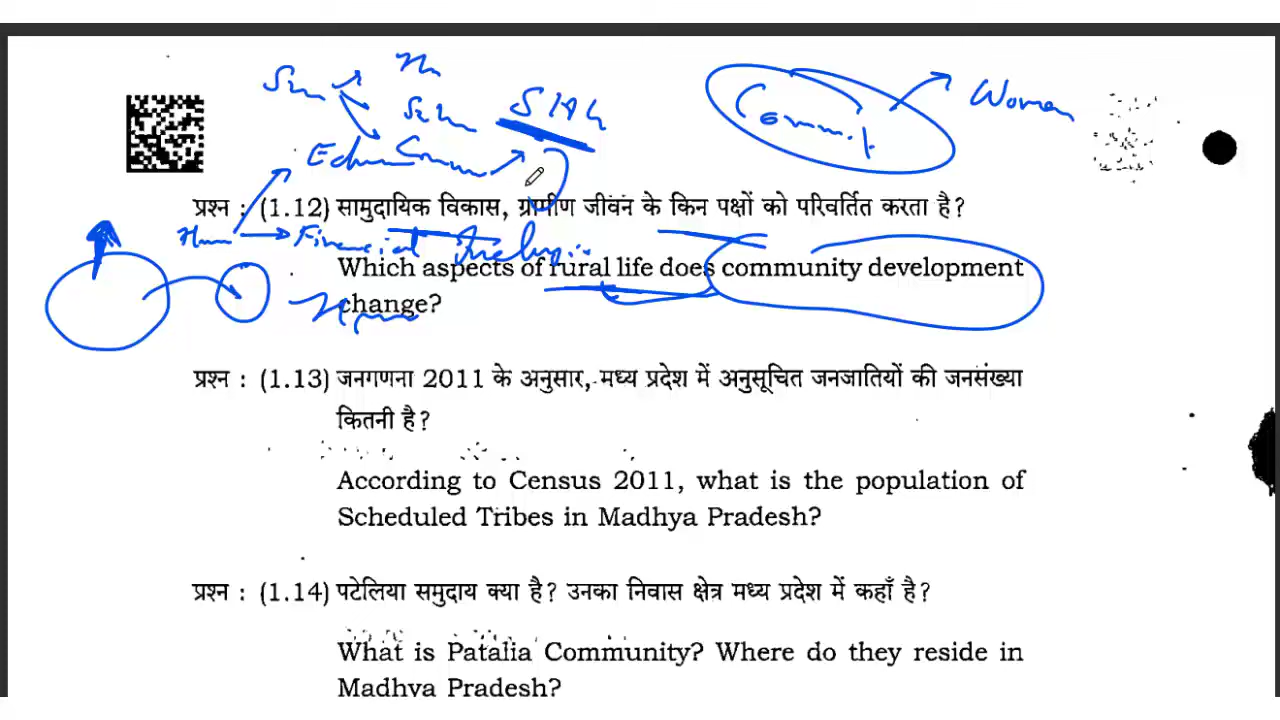 SHG
Commit
Women
प्रश्न : (1.12) सामुदायिक विकास, ग्रामीण जीवन के किन पक्षों को परिवर्तित करता है?
Financial
Which aspects of rural life does community development
change?
प्रश्न : (1.13) जनगणना 2011 के अनुसार, मध्य प्रदेश में अनुसूचित जनजातियों की जनसंख्या
कितनी है?
According to Census 2011, what is the population of
Scheduled Tribes in Madhya Pradesh?
प्रश्न : (1.14) पटेलिया समुदाय क्या है? उनका निवास क्षेत्र मध्य प्रदेश में कहाँ है?
What is Patalia Community? Where do they reside in
Madhya Pradesh?